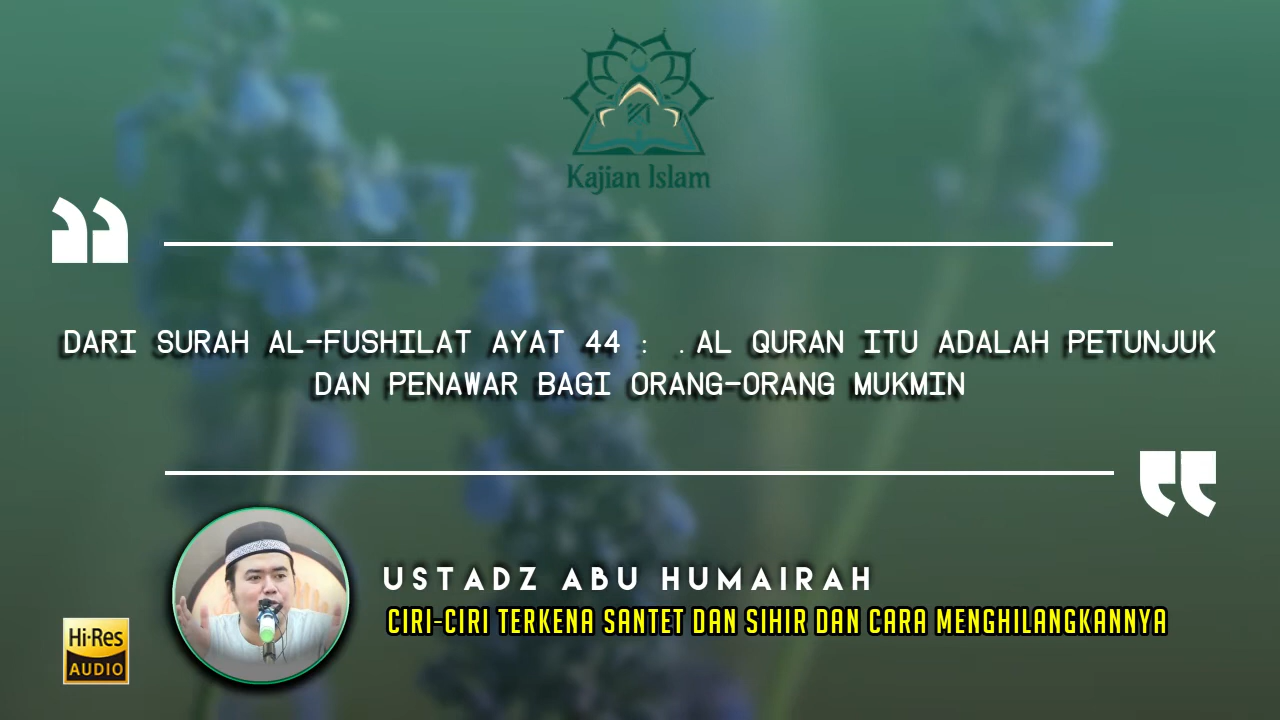 Kajian Islam
DARI SURAH AL-FUSHILAT AYAT 44 : .AL QURAN ITU ADALAH PETUNJUK
DAN PENAWAR BAGI ORANG-ORANG MUKMIN
USTADZ ABU HUMAIRAH
CIRI-CIRI TERKENA SANTET DAN SIHIR DAN CARA MENGHILANGKANNYA
Hi-Res
AUDIO